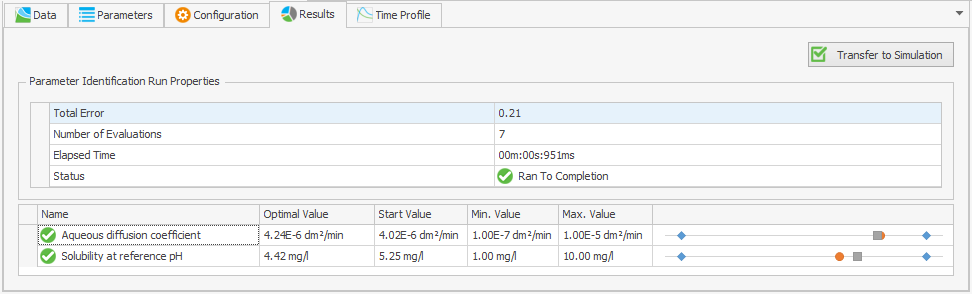 Data Parameters Configuration Results Time Profile
Transfer to Simulation
Parameter Identification Run Properties
Total Error 0.21
Number of Evaluations 7
Elapsed Time 00m:00s:951ms
Status Ran To Completion
Name Optimal Value Start Value Min. Value Max. Value
Aqueous diffusion coefficient 4.24E-6 dm²/min 4.02E-6 dm²/min 1.00E-7 dm²/min 1.00E-5 dm²/min
Solubility at reference pH 4.42 mg/l 5.25 mg/l 1.00 mg/l 10.00 mg/l